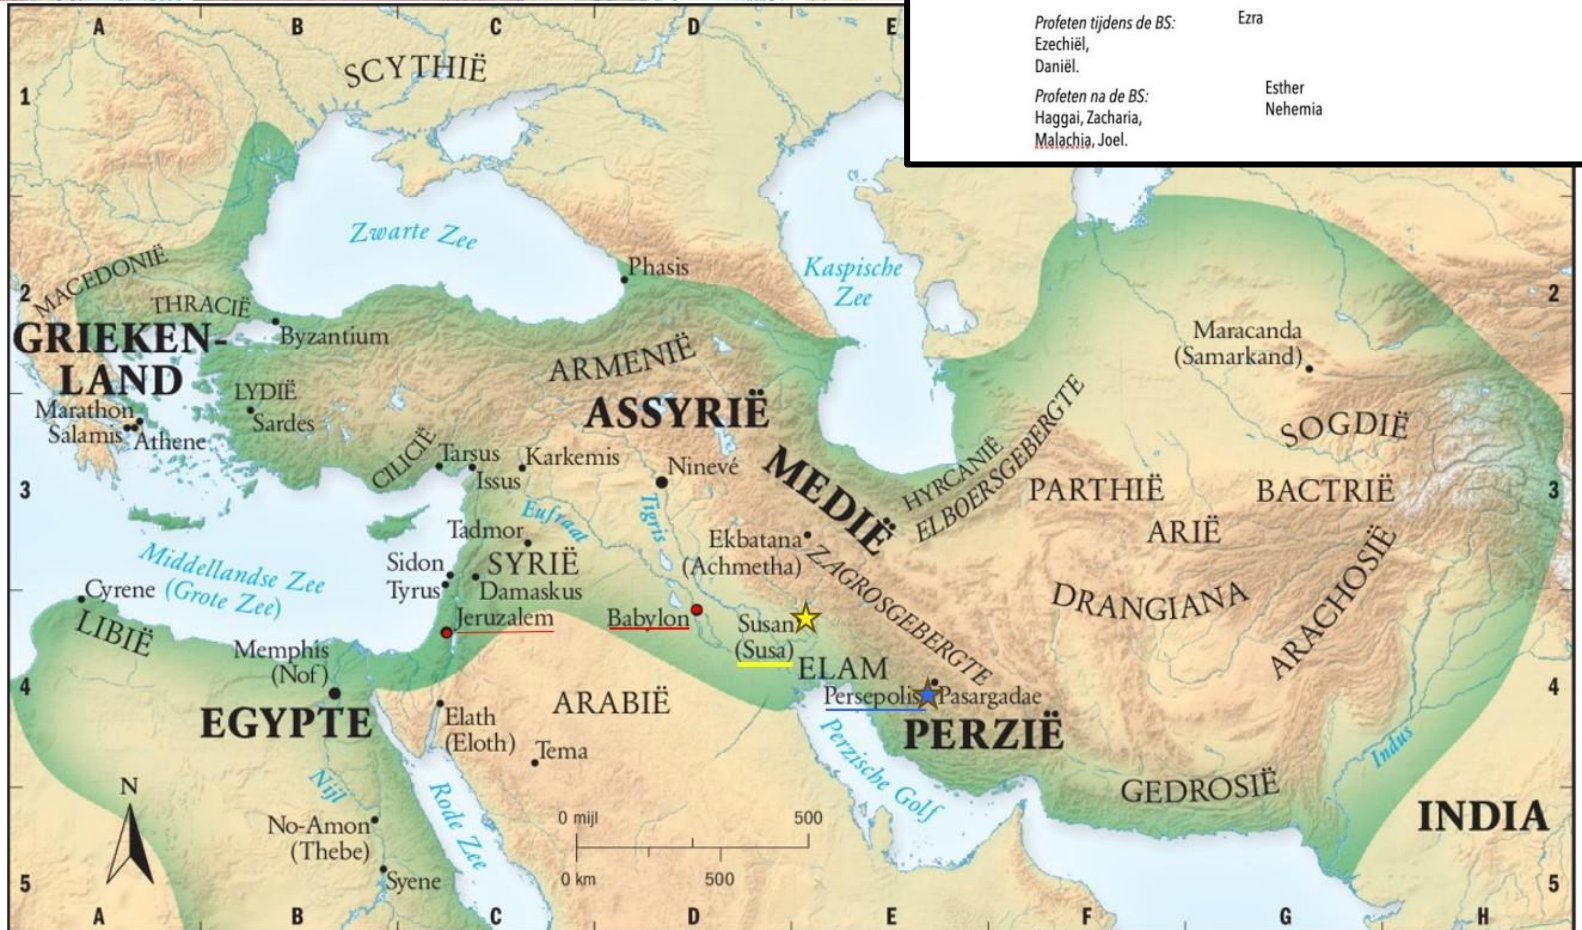 A
B
C
D
E
Profeten tijdens de BS:
Ezechiël,
Daniël.
Profeten na de BS:
Haggai, Zacharia,
Malachia, Joel.
Ezra
Esther
Nehemia
SCYTHIË
1
Zwarte Zee
Kaspische
Zee
Phasis
MACEDONIË
THRACIË
2
2
GRIEKEN-
LAND
Byzantium
ARMENIË
Maracanda
(Samarkand)
LYDIË
Sardes
Marathon
Salamis
Athene
ASSYRIË
MEDIË
SOGDIË
CILICIË
Tarsus
Issus
Karkemis
Ninevé
HYRCANIË
ELBOERSGEBERGTE
PARTHIË
BACTRIË
3
3
ARIË
Eufraat
Tigris
Tadmor
SYRIË
Ekbatana
(Achmetha)
ZAGROSGEBERGTE
Sidon
Tyrus
Damaskus
Middellandse Zee
(Grote Zee)
Cyrene
LIBIË
Jeruzalem
Babylon
Susan
(Susa)
ELAM
DRANGIANA
ARACHOSIË
Memphis
(Nof)
4
4
EGYPTE
ARABIË
Persepolis
Pasargadae
PERZIË
Elath
(Eloth)
Tema
Perzische Golf
Indus
GEDROSIË
INDIA
N
Nijl
Rode Zee
No-Amon
(Thebe)
Syene
0 mijl
500
0 km
500
5
5
A
B
C
D
E
F
G
H